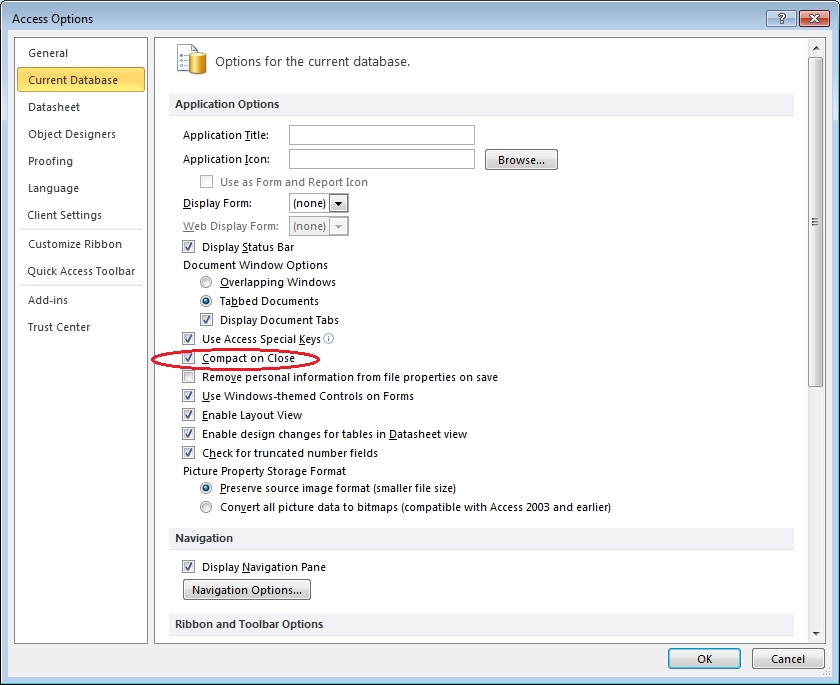 Access Options
General
Current Database
Datasheet
Object Designers
Proofing
Language
Client Settings
Customize Ribbon
Quick Access Toolbar
Add-ins
Trust Center
Options for the current database.
Application Options
Application Title:
Application Icon:
Browse...
Use as Form and Report Icon
Display Form: (none)
Web Display Form: (none)
Display Status Bar
Document Window Options
Overlapping Windows
Tabbed Documents
Display Document Tabs
Use Access Special Keys
Compact on Close
Remove personal information from file properties on save
Use Windows-themed Controls on Forms
Enable Layout View
Enable design changes for tables in Datasheet view
Check for truncated number fields
Picture Property Storage Format
Preserve source image format (smaller file size)
Convert all picture data to bitmaps (compatible with Access 2003 and earlier)
Navigation
Display Navigation Pane
Navigation Options...
Ribbon and Toolbar Options
OK Cancel